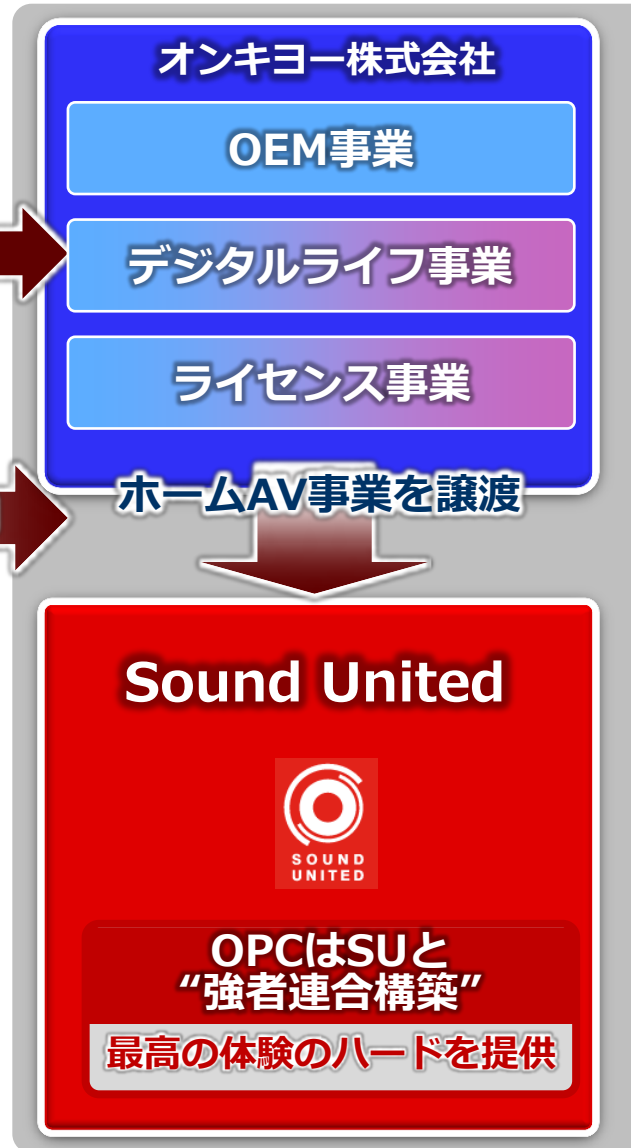 オンキヨー株式会社
OEM事業
デジタルライフ事業
ライセンス事業
ホームAV事業を譲渡
Sound United
SOUND
UNITED
OPCはSUと
“強者連合構築”
最高の体験のハードを提供